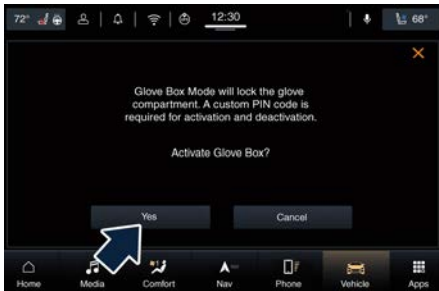 72° 12:30 68°
Glove Box Mode will lock the glove
compartment. A custom PIN code is
required for activation and deactivation.
Activate Glove Box?
Yes Cancel
Home Media Comfort Nav Phone Vehicle Apps